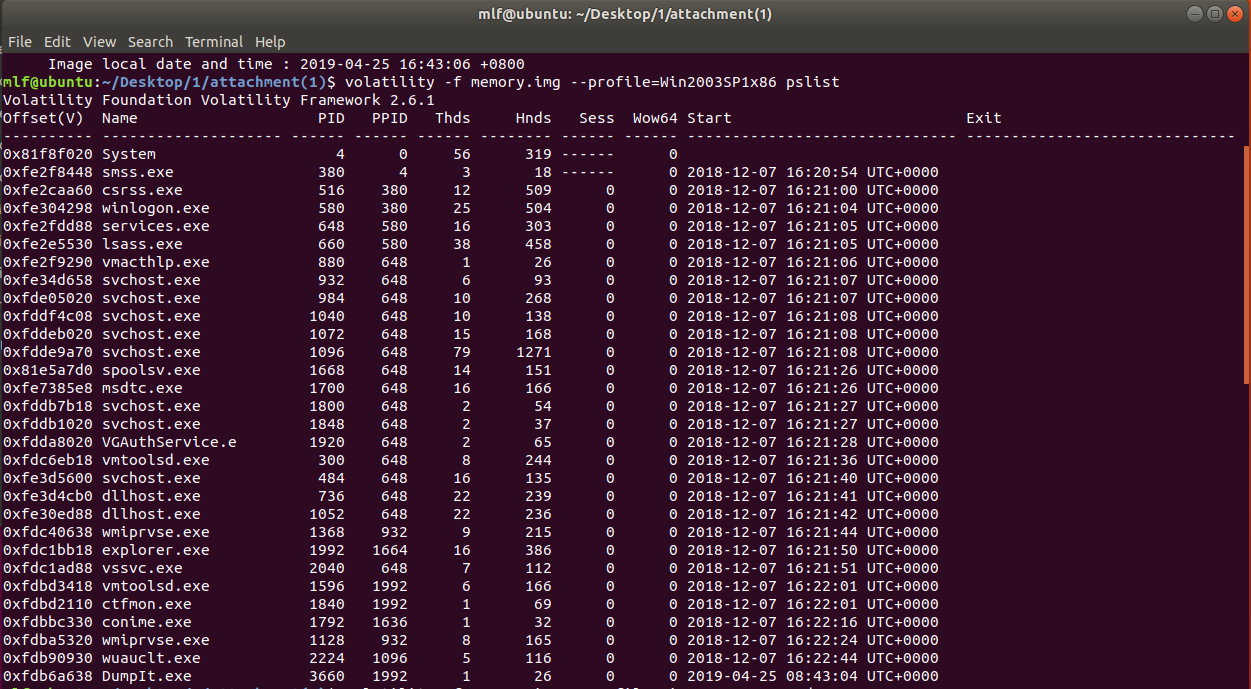 mlf@ubuntu: ~/Desktop/1/attachment(1)
File Edit View Search Terminal Help
Image local date and time : 2019-04-25 16:43:06 +0800
mlf@ubuntu:~/Desktop/1/attachment(1)$ volatility -f memory.img --profile=Win2003SP1x86 pslist
Volatility Foundation Volatility Framework 2.6.1
Offset(V) Name PID PPID Thds Hnds Sess Wow64 Start Exit
---------- -------------------- ------ ------ ------ -------- ------ ------ ------------------------------ ------------------------------
0x81f8f020 System 4 0 56 319 ------ 0
0xfe2f8448 smss.exe 380 4 3 18 ------ 0 2018-12-07 16:20:54 UTC+0000
0xfe2caa60 csrss.exe 516 380 12 509 0 0 2018-12-07 16:21:00 UTC+0000
0xfe304298 winlogon.exe 580 380 25 504 0 0 2018-12-07 16:21:04 UTC+0000
0xfe2fdd88 services.exe 648 580 16 303 0 0 2018-12-07 16:21:05 UTC+0000
0xfe2e5530 lsass.exe 660 580 38 458 0 0 2018-12-07 16:21:05 UTC+0000
0xfe2f9290 vmacthlp.exe 880 648 1 26 0 0 2018-12-07 16:21:06 UTC+0000
0xfe34d658 svchost.exe 932 648 6 93 0 0 2018-12-07 16:21:07 UTC+0000
0xfde05020 svchost.exe 984 648 10 268 0 0 2018-12-07 16:21:07 UTC+0000
0xfddf4c08 svchost.exe 1040 648 10 138 0 0 2018-12-07 16:21:08 UTC+0000
0xfddeb020 svchost.exe 1072 648 15 168 0 0 2018-12-07 16:21:08 UTC+0000
0xfdde9a70 svchost.exe 1096 648 79 1271 0 0 2018-12-07 16:21:08 UTC+0000
0x81e5a7d0 spoolsv.exe 1668 648 14 151 0 0 2018-12-07 16:21:26 UTC+0000
0xfe7385e8 msdtc.exe 1700 648 16 166 0 0 2018-12-07 16:21:26 UTC+0000
0xfddb7b18 svchost.exe 1800 648 2 54 0 0 2018-12-07 16:21:27 UTC+0000
0xfddb1020 svchost.exe 1848 648 2 37 0 0 2018-12-07 16:21:27 UTC+0000
0xfdda8020 VGAuthService.e 1920 648 2 65 0 0 2018-12-07 16:21:28 UTC+0000
0xfdc6eb18 vmtoolsd.exe 300 648 8 244 0 0 2018-12-07 16:21:36 UTC+0000
0xfe3d5600 svchost.exe 484 648 16 135 0 0 2018-12-07 16:21:40 UTC+0000
0xfe3d4cb0 dllhost.exe 736 648 22 239 0 0 2018-12-07 16:21:41 UTC+0000
0xfe30ed88 dllhost.exe 1052 648 22 236 0 0 2018-12-07 16:21:42 UTC+0000
0xfdc40638 wmiprvse.exe 1368 932 9 215 0 0 2018-12-07 16:21:44 UTC+0000
0xfdc1bb18 explorer.exe 1992 1664 16 386 0 0 2018-12-07 16:21:50 UTC+0000
0xfdc1ad88 vssvc.exe 2040 648 7 112 0 0 2018-12-07 16:21:51 UTC+0000
0xfdbd3418 vmtoolsd.exe 1596 1992 6 166 0 0 2018-12-07 16:22:01 UTC+0000
0xfdbd2110 ctfmon.exe 1840 1992 1 69 0 0 2018-12-07 16:22:01 UTC+0000
0xfdbbc330 conime.exe 1792 1636 1 32 0 0 2018-12-07 16:22:16 UTC+0000
0xfdba5320 wmiprvse.exe 1128 932 8 165 0 0 2018-12-07 16:22:24 UTC+0000
0xfdb90930 wuauclt.exe 2224 1096 5 116 0 0 2018-12-07 16:22:44 UTC+0000
0xfdb6a638 DumpIt.exe 3660 1992 1 26 0 0 2019-04-25 08:43:04 UTC+0000